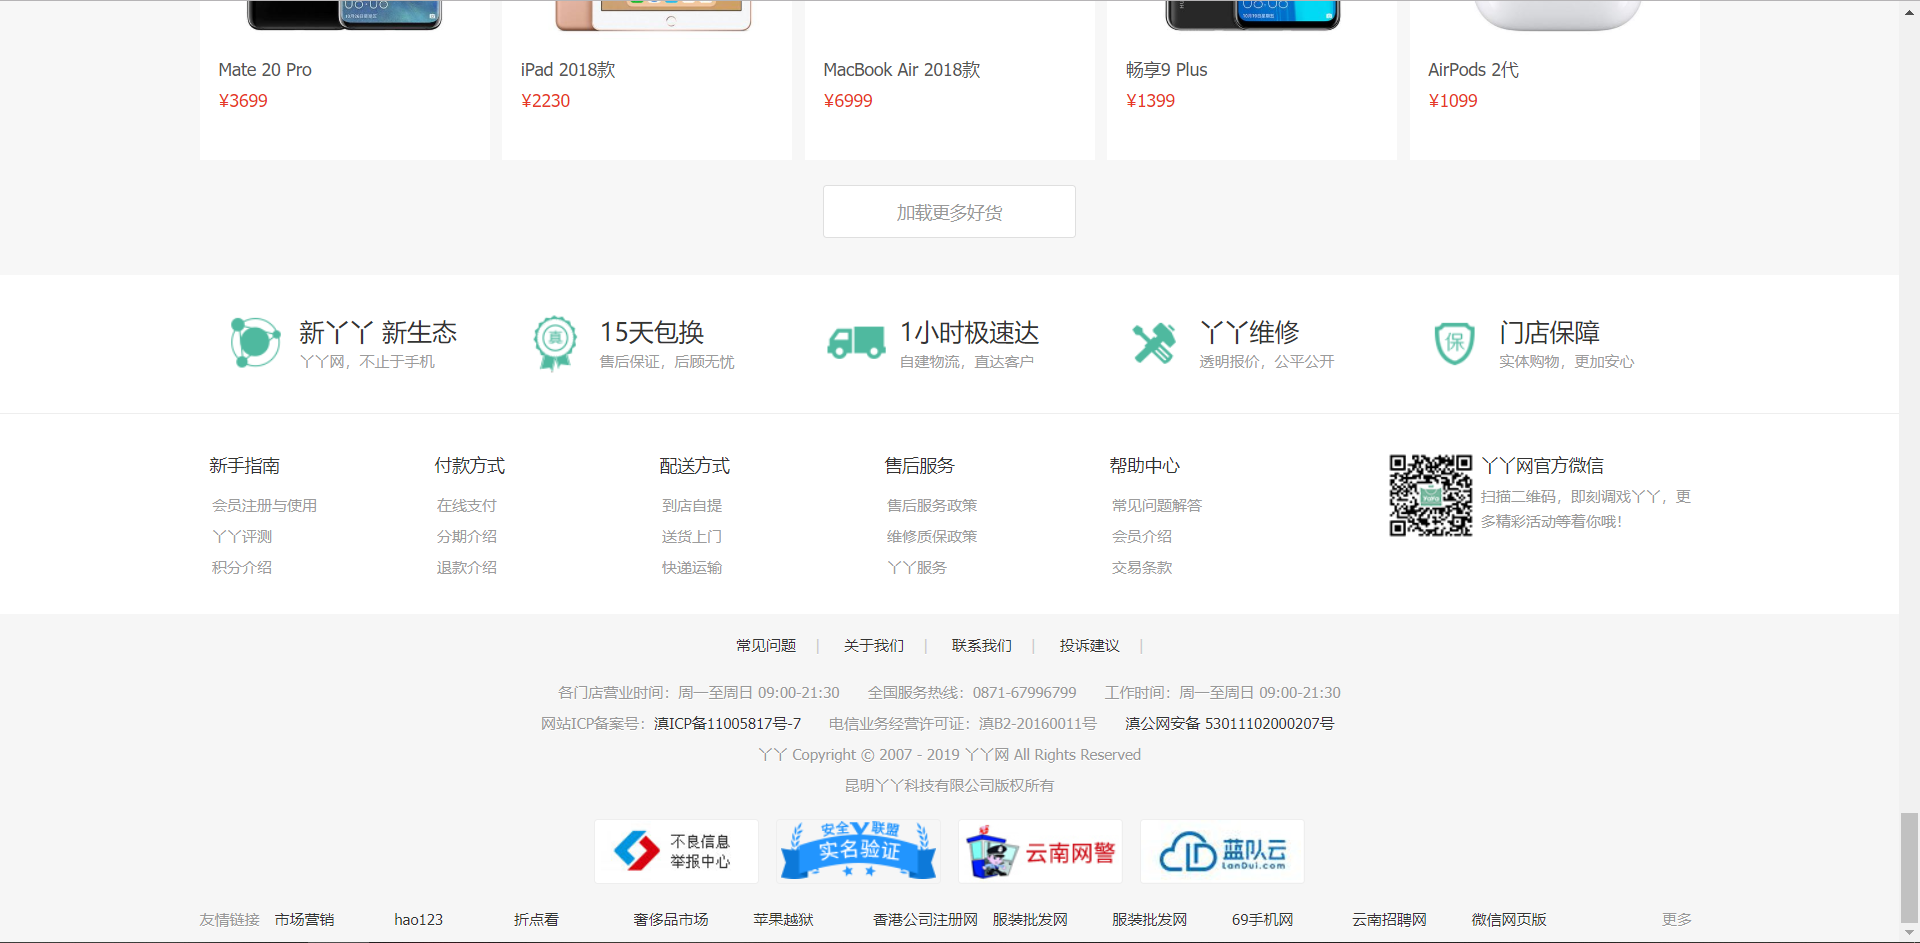 Mate 20 Pro
¥3699
iPad 2018款
¥2230
MacBook Air 2018款
¥6999
畅享9 Plus
¥1399
AirPods 2代
¥1099
加载更多好货
新丫丫 新生态
丫丫网，不止于手机
真
15天包换
售后保证，后顾无忧
1小时极速达
自建物流，直达客户
丫丫维修
透明报价，公平公开
保
门店保障
实体购物，更加安心
新手指南
会员注册与使用
丫丫评测
积分介绍
付款方式
在线支付
分期介绍
退款介绍
配送方式
到店自提
送货上门
快递运输
售后服务
售后服务政策
维修质保政策
丫丫服务
帮助中心
常见问题解答
会员介绍
交易条款
丫丫网官方微信
扫描二维码，即刻调戏丫丫，更
多精彩活动等着你哦！
常见问题 | 关于我们 | 联系我们 | 投诉建议 |
各门店营业时间：周一至周日 09:00-21:30 全国服务热线：0871-67996799 工作时间：周一至周日 09:00-21:30
网站ICP备案号：滇ICP备11005817号-7 电信业务经营许可证：滇B2-20160011号 滇公网安备 53011102000207号
丫丫 Copyright © 2007 - 2019 丫丫网 All Rights Reserved
昆明丫丫科技有限公司版权所有
不良信息
举报中心
安全联盟
实名验证
云南网警
蓝队云
LanDui.com
友情链接 市场营销 hao123 折点看 奢侈品市场 苹果越狱 香港公司注册网 服装批发网 服装批发网 69手机网 云南招聘网 微信网页版 更多